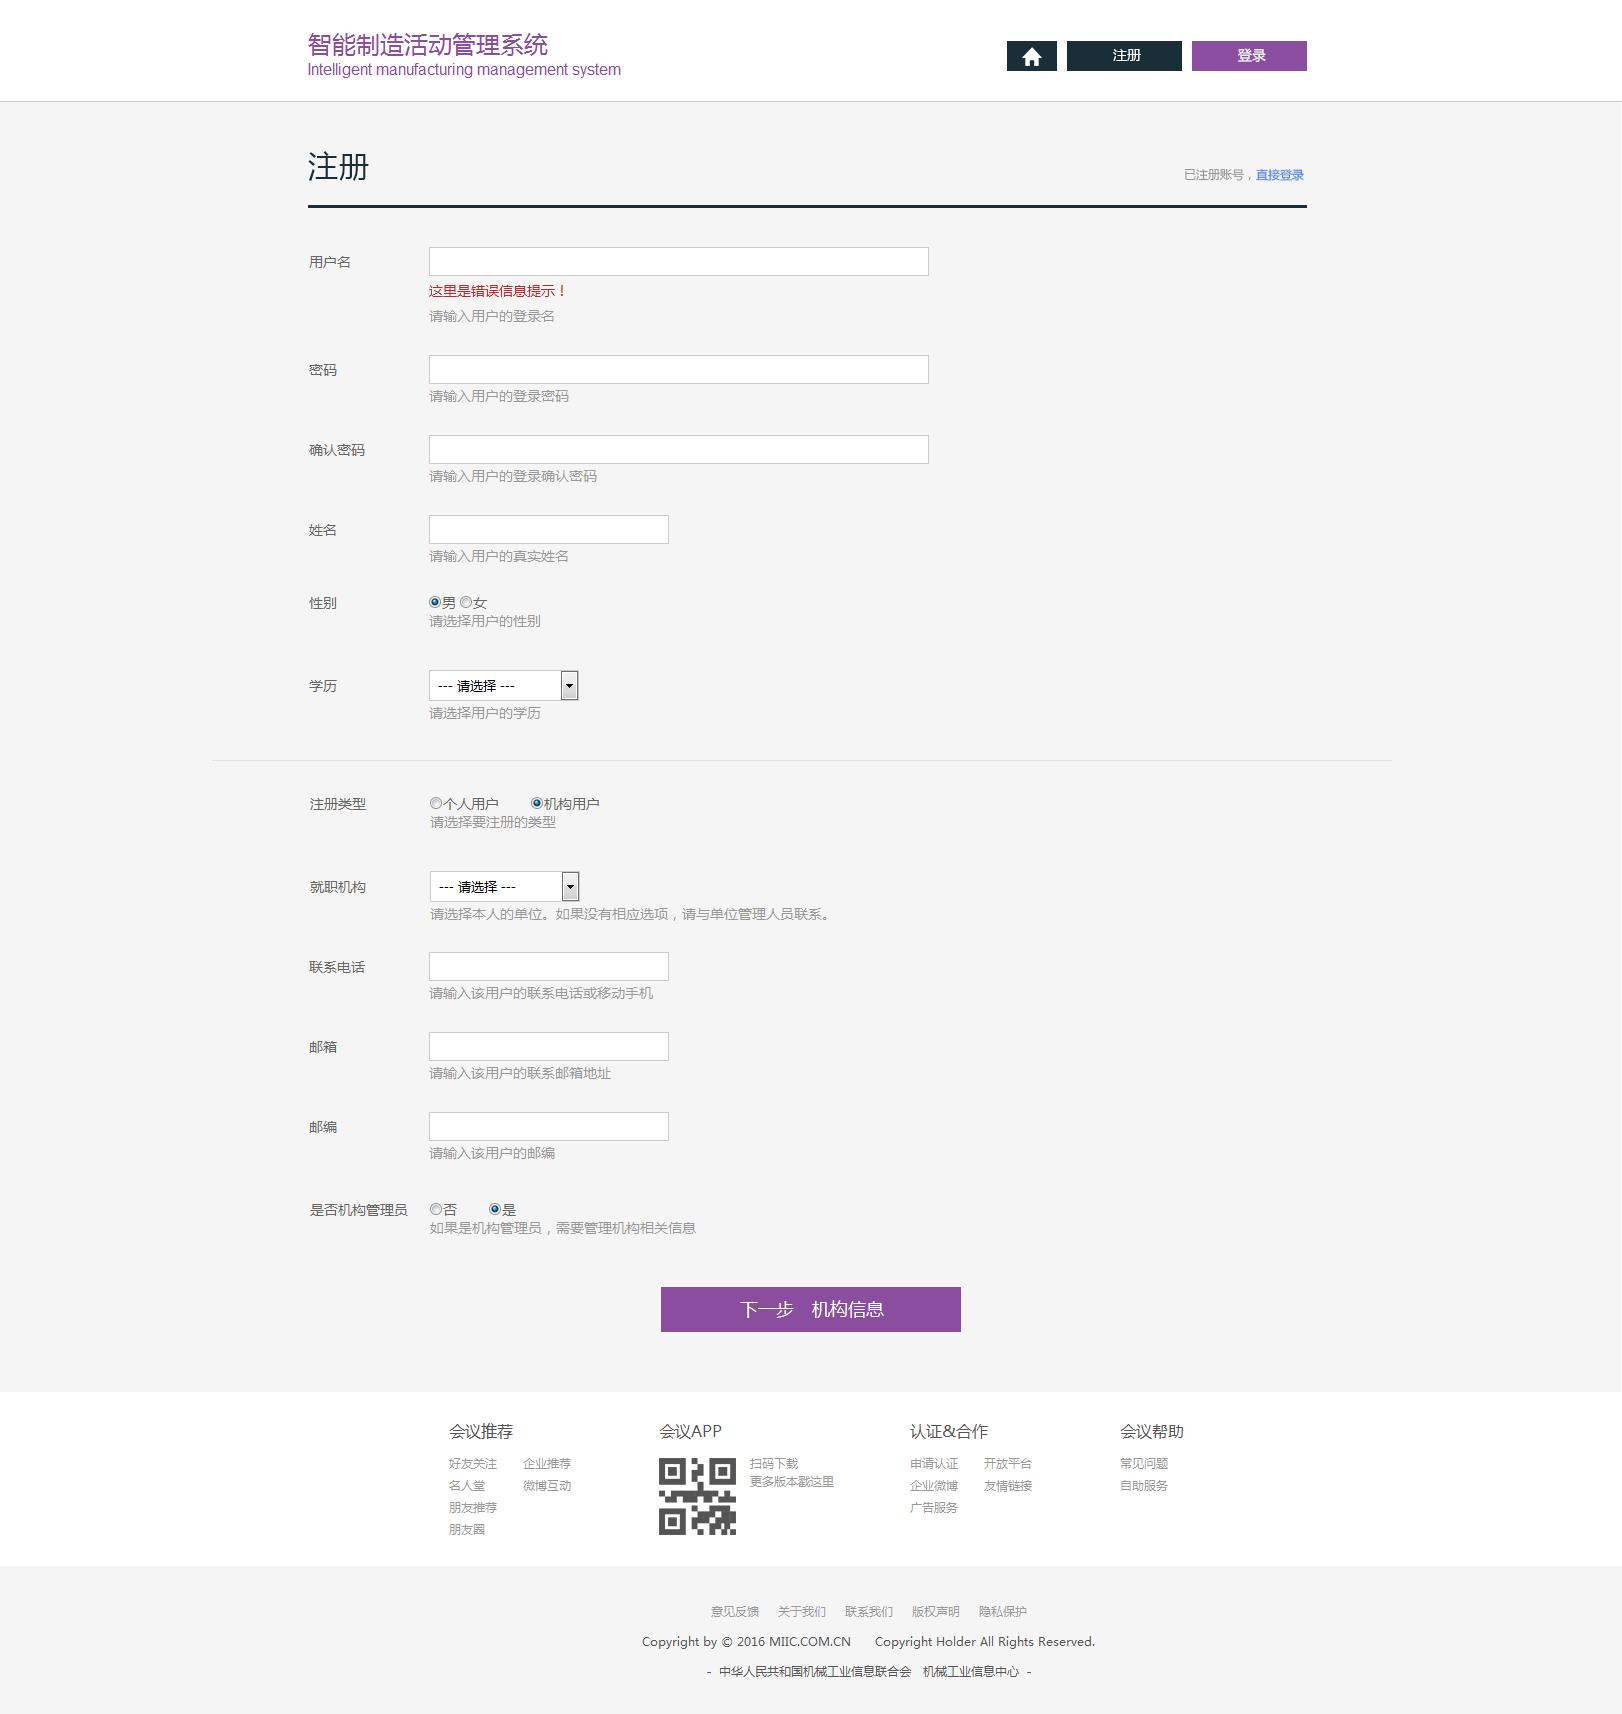 智能制造活动管理系统
Intelligent manufacturing management system
注册
登录
注册
已注册账号，直接登录
用户名
这里是错误信息提示！
请输入用户的登录名
密码
请输入用户的登录密码
确认密码
请输入用户的登录确认密码
姓名
请输入用户的真实姓名
性别 男 女
请选择用户的性别
学历 --- 请选择 ---
请选择用户的学历
注册类型 个人用户 机构用户
请选择要注册的类型
就职机构 --- 请选择 ---
请选择本人的单位。如果没有相应选项，请与单位管理人员联系。
联系电话
请输入该用户的联系电话或移动手机
邮箱
请输入该用户的联系邮箱地址
邮编
请输入该用户的邮编
是否机构管理员 否 是
如果是机构管理员，需要管理机构相关信息
下一步 机构信息
会议推荐
好友关注 企业推荐
名人堂 微博互动
朋友推荐
朋友圈
会议APP
扫码下载
更多版本戳这里
认证&合作
申请认证 开放平台
企业微博 友情链接
广告服务
会议帮助
常见问题
自助服务
意见反馈 关于我们 联系我们 版权声明 隐私保护
Copyright by © 2016 MIIC.COM.CN Copyright Holder All Rights Reserved.
- 中华人民共和国机械工业信息联合会 机械工业信息中心 -